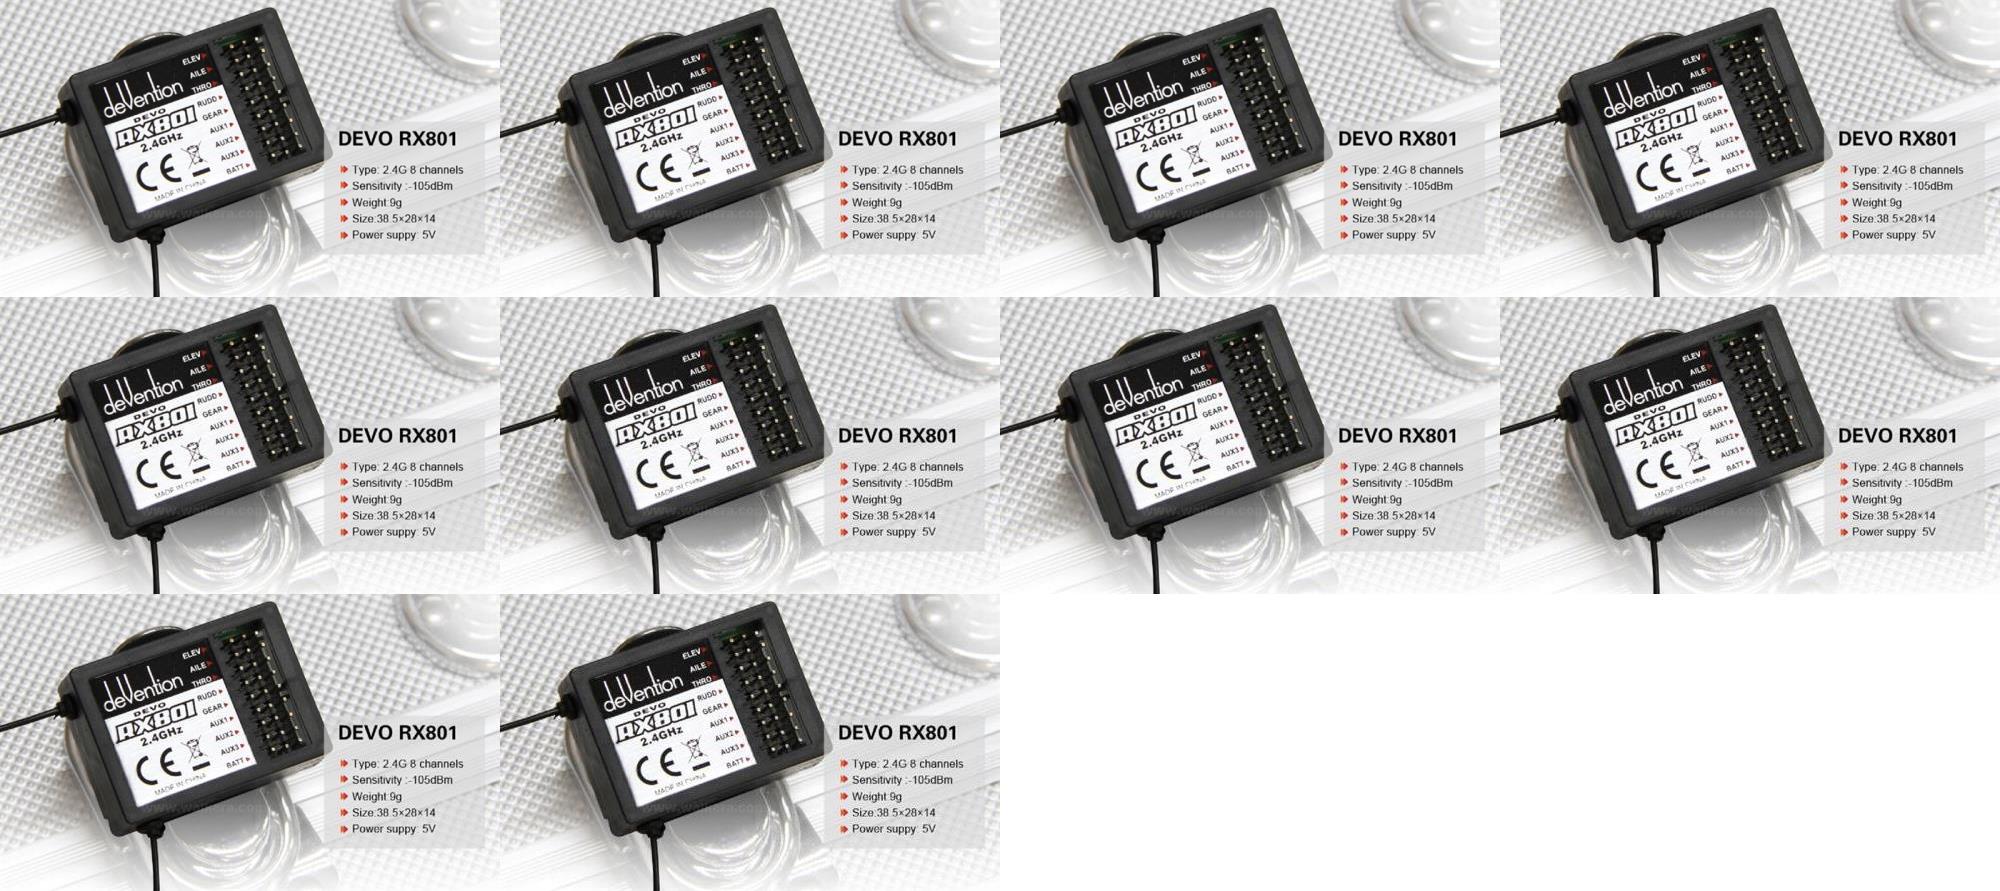 deVention
ELEV
AILE
THRO
DEVO
RX801
2.4GHz
RUDD
GEAR
AUX1
AUX2
AUX3
BATT
CE
MADE IN CHINA
DEVO RX801
Type: 2.4G 8 channels
Sensitivity :-105dBm
Weight 9g
Size:38 5×28×14
Power suppy: 5V
deVention
ELEV
AILE
THRO
DEVO
RX801
2.4GHz
RUDD
GEAR
AUX1
AUX2
AUX3
BATT
CE
MADE IN CHINA
DEVO RX801
Type: 2.4G 8 channels
Sensitivity :-105dBm
Weight 9g
Size:38 5×28×14
Power suppy: 5V
deVention
ELEV
AILE
THRO
DEVO
RX801
2.4GHz
RUDD
GEAR
AUX1
AUX2
AUX3
BATT
CE
MADE IN CHINA
DEVO RX801
Type: 2.4G 8 channels
Sensitivity :-105dBm
Weight 9g
Size:38 5×28×14
Power suppy: 5V
deVention
ELEV
AILE
THRO
DEVO
RX801
2.4GHz
RUDD
GEAR
AUX1
AUX2
AUX3
BATT
CE
MADE IN CHINA
DEVO RX801
Type: 2.4G 8 channels
Sensitivity :-105dBm
Weight 9g
Size:38 5×28×14
Power suppy: 5V
deVention
ELEV
AILE
THRO
DEVO
RX801
2.4GHz
RUDD
GEAR
AUX1
AUX2
AUX3
BATT
CE
MADE IN CHINA
DEVO RX801
Type: 2.4G 8 channels
Sensitivity :-105dBm
Weight 9g
Size:38 5×28×14
Power suppy: 5V
deVention
ELEV
AILE
THRO
DEVO
RX801
2.4GHz
RUDD
GEAR
AUX1
AUX2
AUX3
BATT
CE
MADE IN CHINA
DEVO RX801
Type: 2.4G 8 channels
Sensitivity :-105dBm
Weight 9g
Size:38 5×28×14
Power suppy: 5V
deVention
ELEV
AILE
THRO
DEVO
RX801
2.4GHz
RUDD
GEAR
AUX1
AUX2
AUX3
BATT
CE
MADE IN CHINA
DEVO RX801
Type: 2.4G 8 channels
Sensitivity :-105dBm
Weight 9g
Size:38 5×28×14
Power suppy: 5V
deVention
ELEV
AILE
THRO
DEVO
RX801
2.4GHz
RUDD
GEAR
AUX1
AUX2
AUX3
BATT
CE
MADE IN CHINA
DEVO RX801
Type: 2.4G 8 channels
Sensitivity :-105dBm
Weight 9g
Size:38 5×28×14
Power suppy: 5V
deVention
ELEV
AILE
THRO
DEVO
RX801
2.4GHz
RUDD
GEAR
AUX1
AUX2
AUX3
BATT
CE
MADE IN CHINA
DEVO RX801
Type: 2.4G 8 channels
Sensitivity :-105dBm
Weight 9g
Size:38 5×28×14
Power suppy: 5V
deVention
ELEV
AILE
THRO
DEVO
RX801
2.4GHz
RUDD
GEAR
AUX1
AUX2
AUX3
BATT
CE
MADE IN CHINA
DEVO RX801
Type: 2.4G 8 channels
Sensitivity :-105dBm
Weight 9g
Size:38 5×28×14
Power suppy: 5V